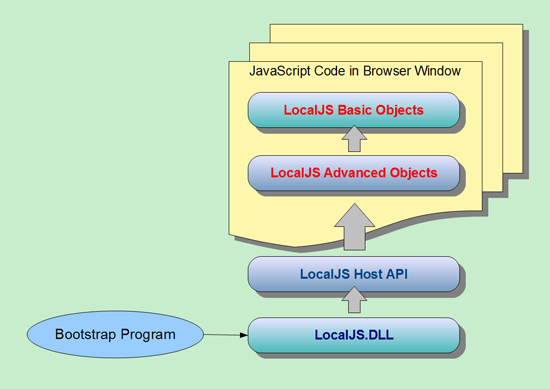 JavaScript Code in Browser Window
LocalJS Basic Objects
LocalJS Advanced Objects
LocalJS Host API
Bootstrap Program
LocalJS.DLL